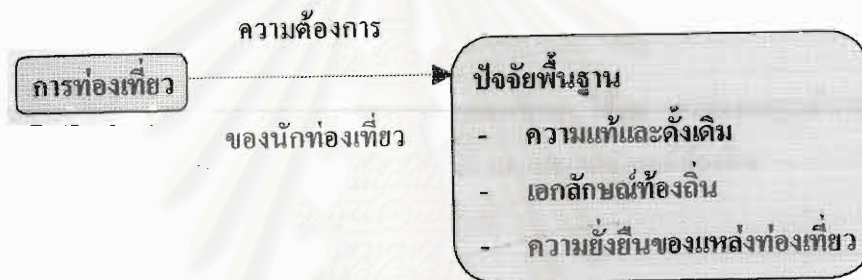 ความต้องการ
การท่องเที่ยว
ของนักท่องเที่ยว
ปัจจัยพื้นฐาน
- ความแท้และดั้งเดิม
- เอกลักษณ์ท้องถิ่น
- ความยั่งยืนของแหล่งท่องเที่ยว